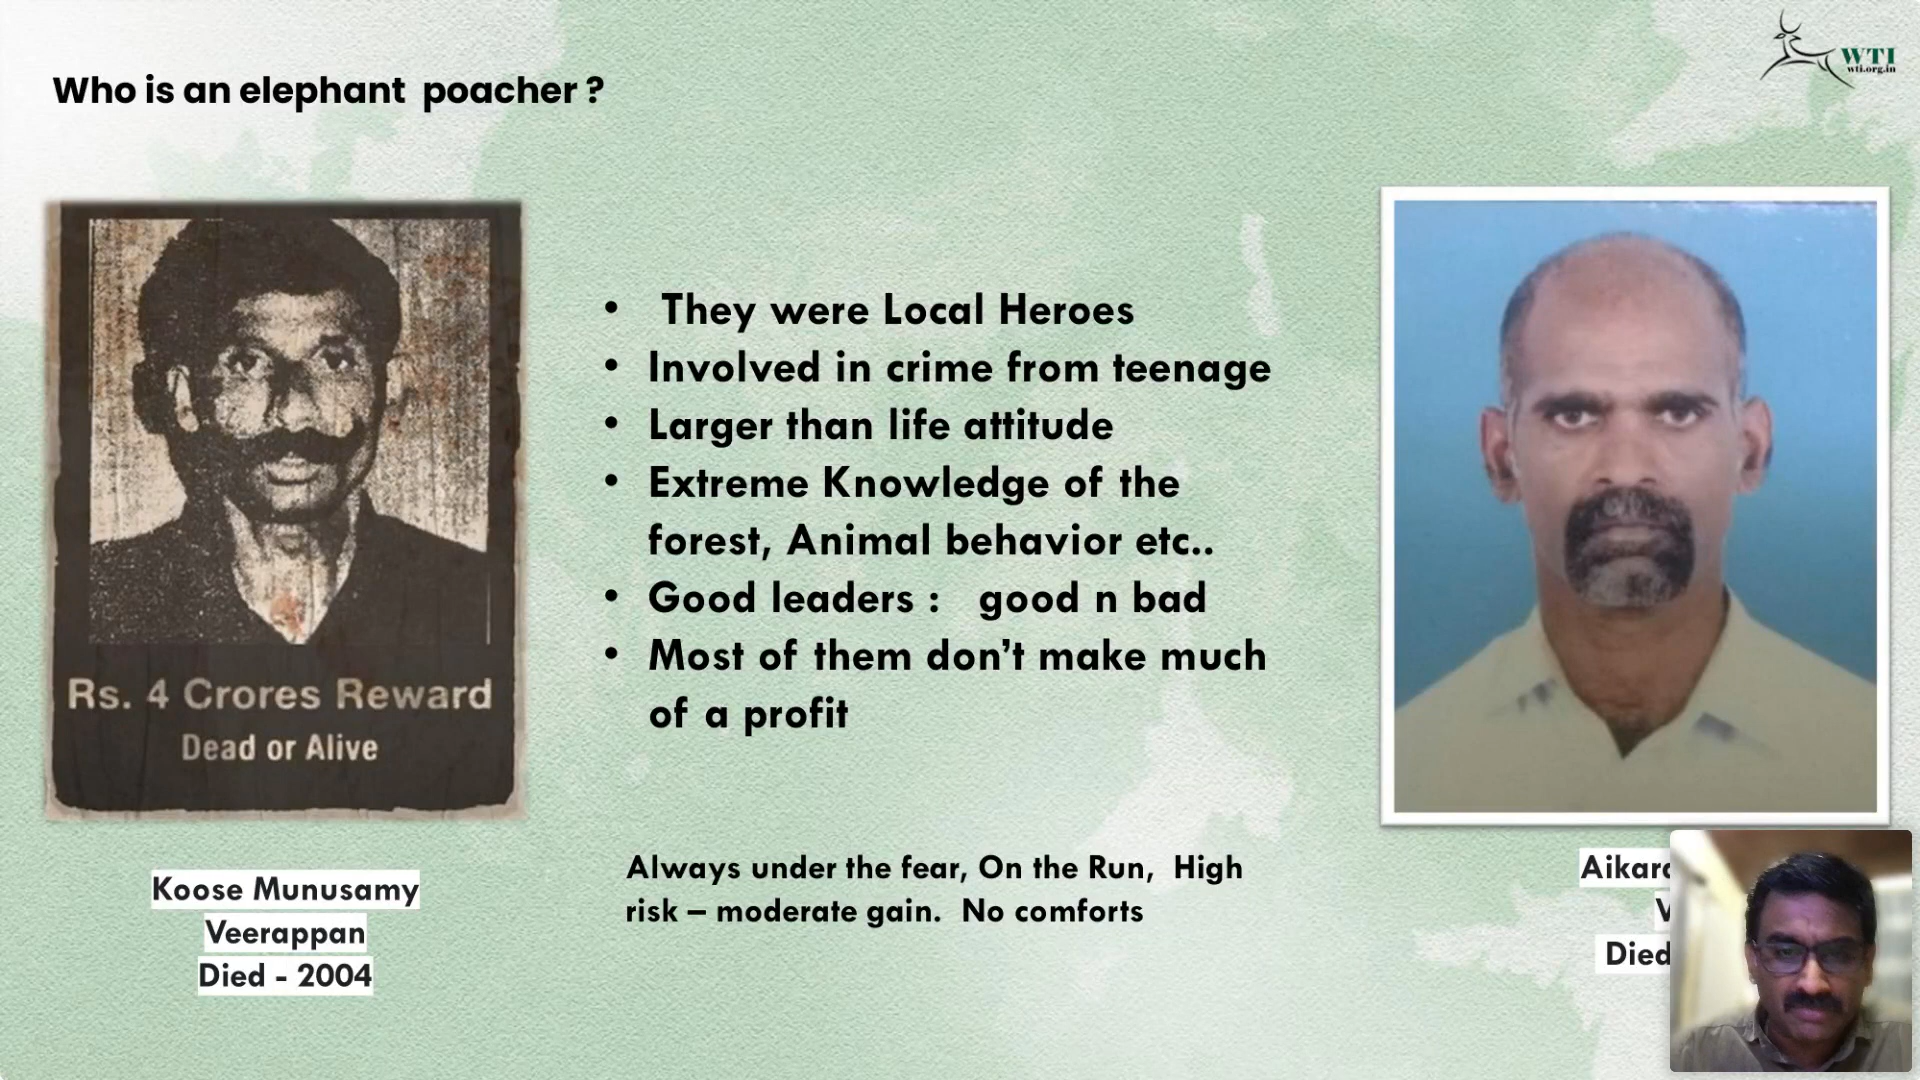 WTI
wti.org.in
Who is an elephant poacher ?
Rs. 4 Crores Reward
Dead or Alive
Koose Munusamy
Veerappan
Died - 2004
• They were Local Heroes
• Involved in crime from teenage
• Larger than life attitude
• Extreme Knowledge of the
forest, Animal behavior etc..
• Good leaders : good n bad
• Most of them don't make much
of a profit
Always under the fear, On the Run, High
risk – moderate gain. No comforts
Died